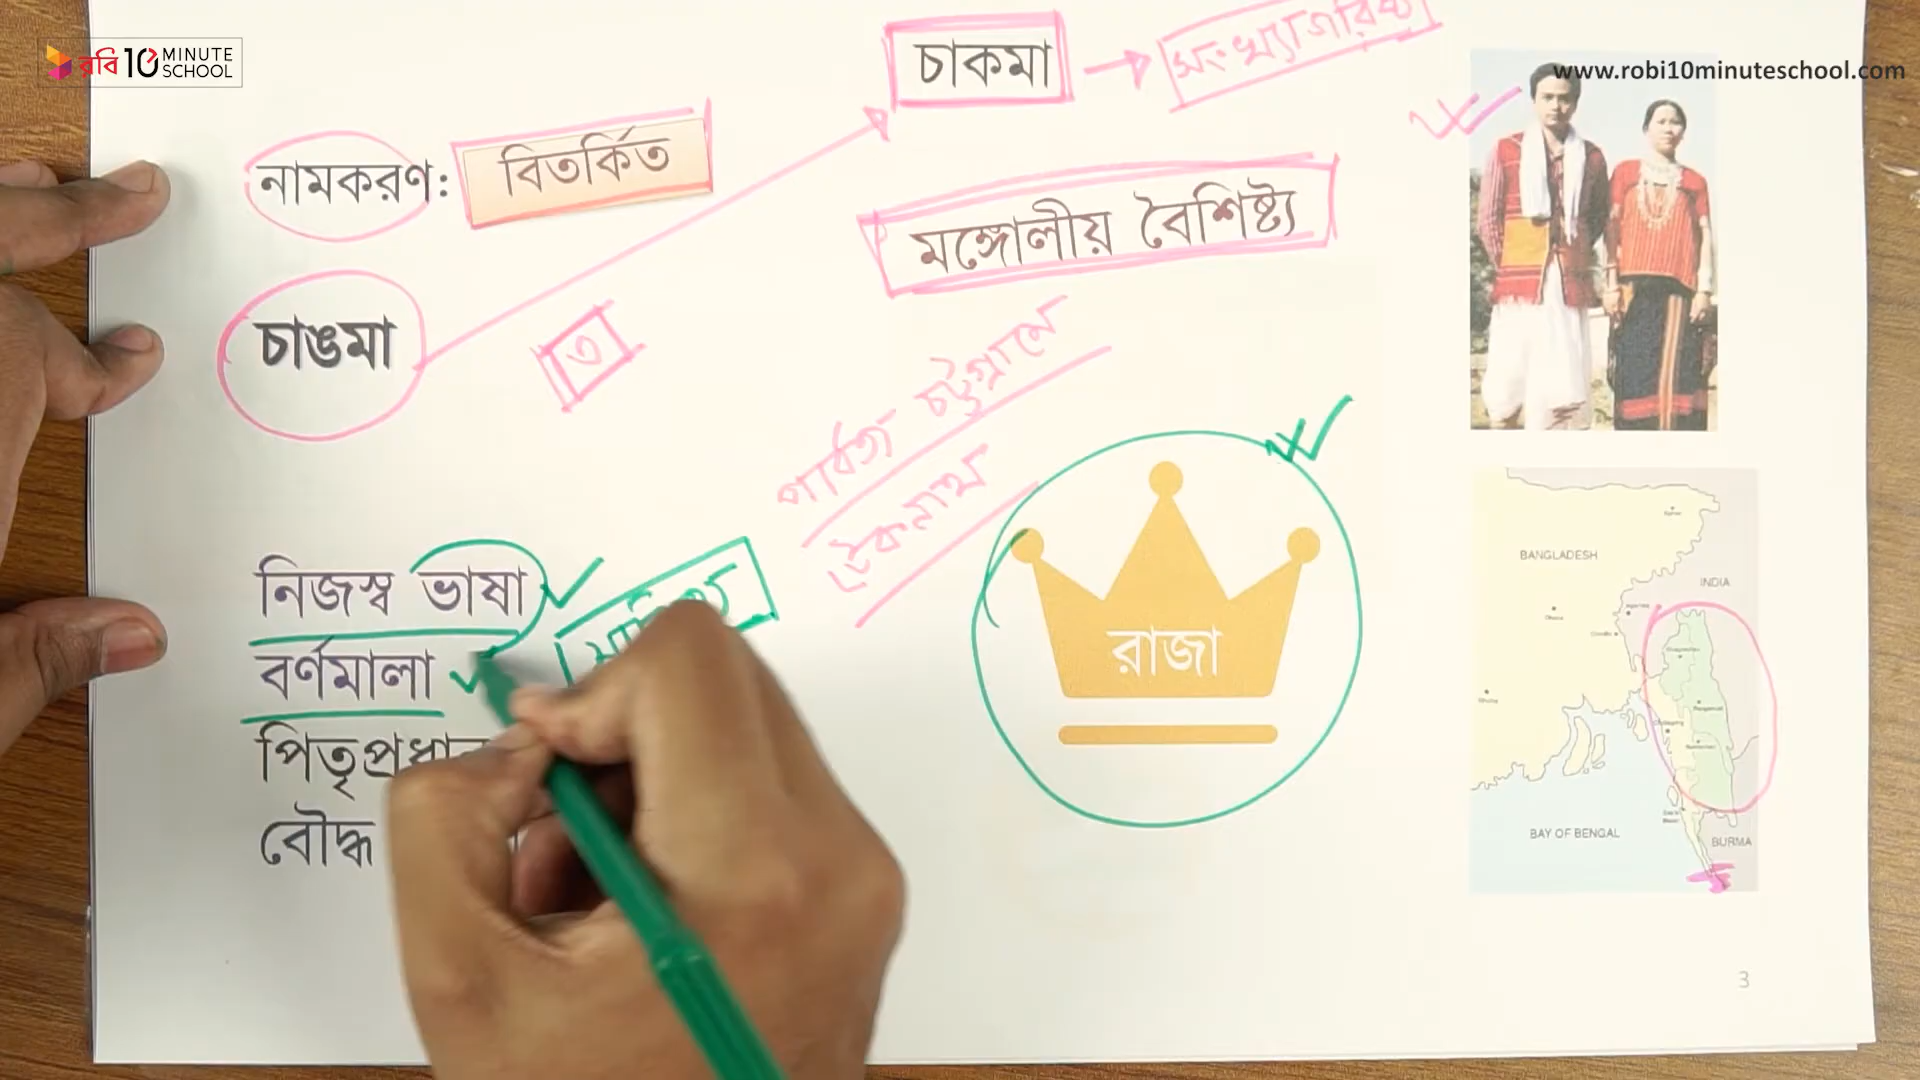 রবি 10 MINUTE SCHOOL
www.robi10minuteschool.com
চাকমা
সংখ্যাগরিষ্ঠ
নামকরণ: বিতর্কিত
মঙ্গোলীয় বৈশিষ্ট্য
চাঙমা
ত
পার্বত্য চট্টগ্রামে
টেকনাফ
নিজস্ব ভাষা
বর্ণমালা
বৌদ্ধ
রাজা
BANGLADESH
INDIA
BAY OF BENGAL
BURMA
3